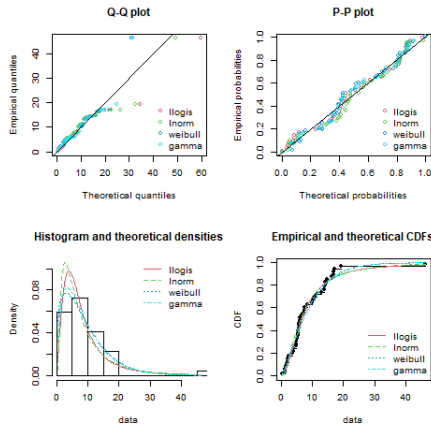 Q-Q plot
Empirical quantiles
0 10 20 30 40
llogis
lnorm
weibull
gamma
0 10 20 30 40 50 60
Theoretical quantiles
P-P plot
Empirical probabilities
0.0 0.2 0.4 0.6 0.8 1.0
llogis
lnorm
weibull
gamma
0.0 0.2 0.4 0.6 0.8 1.0
Theoretical probabilities
Histogram and theoretical densities
Density
0.00 0.04 0.08
llogis
lnorm
weibull
gamma
0 10 20 30 40
data
Empirical and theoretical CDFs
CDF
0.0 0.2 0.4 0.6 0.8 1.0
llogis
lnorm
weibull
gamma
0 10 20 30 40
data